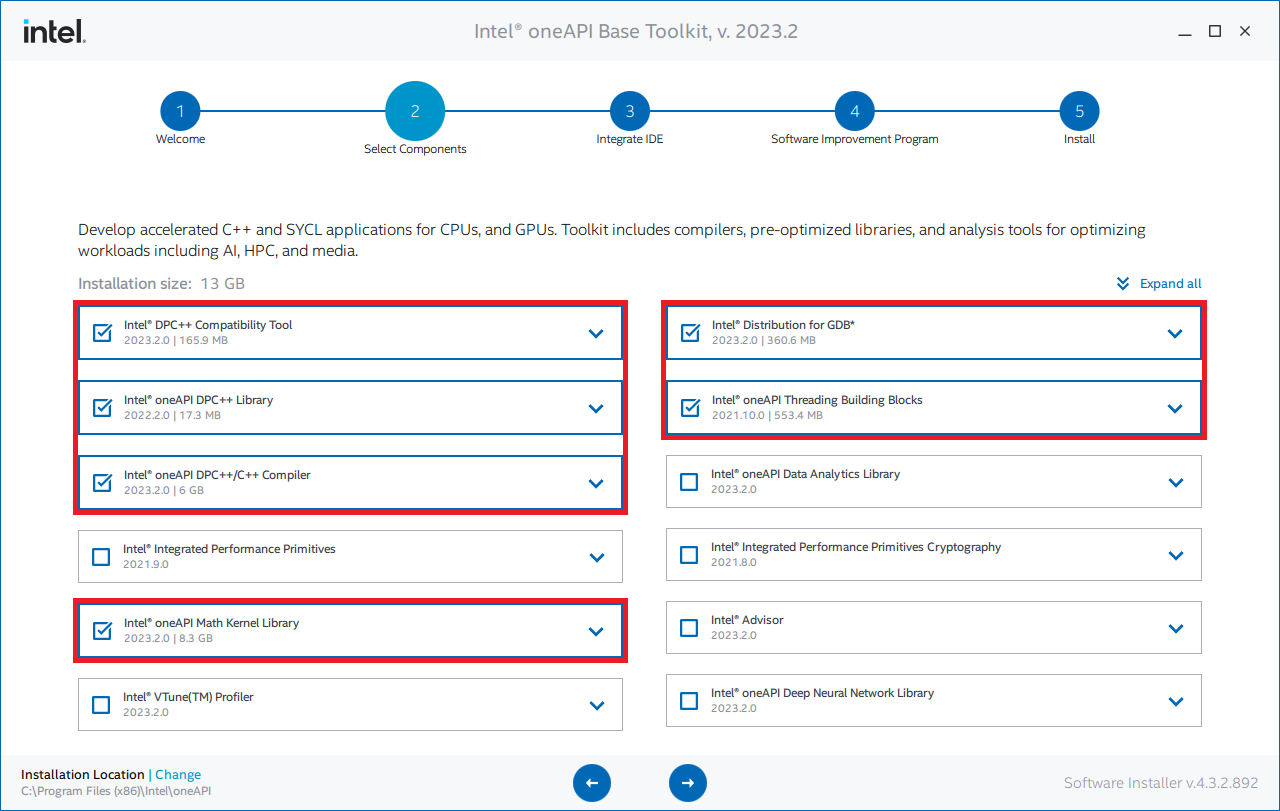 intel.
Intel® oneAPI Base Toolkit, v. 2023.2
1
2
3
4
5
Welcome
Select Components
Integrate IDE
Software Improvement Program
Install
Develop accelerated C++ and SYCL applications for CPUs, and GPUs. Toolkit includes compilers, pre-optimized libraries, and analysis tools for optimizing
workloads including AI, HPC, and media.
Installation size: 13 GB
Expand all
Intel® DPC++ Compatibility Tool
2023.2.0 | 165.9 MB
Intel® oneAPI DPC++ Library
2022.2.0 | 17.3 MB
Intel® oneAPI DPC++/C++ Compiler
2023.2.0 | 6 GB
Intel® Integrated Performance Primitives
2021.9.0
Intel® oneAPI Math Kernel Library
2023.2.0 | 8.3 GB
Intel® VTune(TM) Profiler
2023.2.0
Intel® Distribution for GDB*
2023.2.0 | 360.6 MB
Intel® oneAPI Threading Building Blocks
2021.10.0 | 553.4 MB
Intel® oneAPI Data Analytics Library
2023.2.0
Intel® Integrated Performance Primitives Cryptography
2021.8.0
Intel® Advisor
2023.2.0
Intel® oneAPI Deep Neural Network Library
2023.2.0
Installation Location | Change
C:\Program Files (x86)\Intel\oneAPI
Software Installer v.4.3.2.892